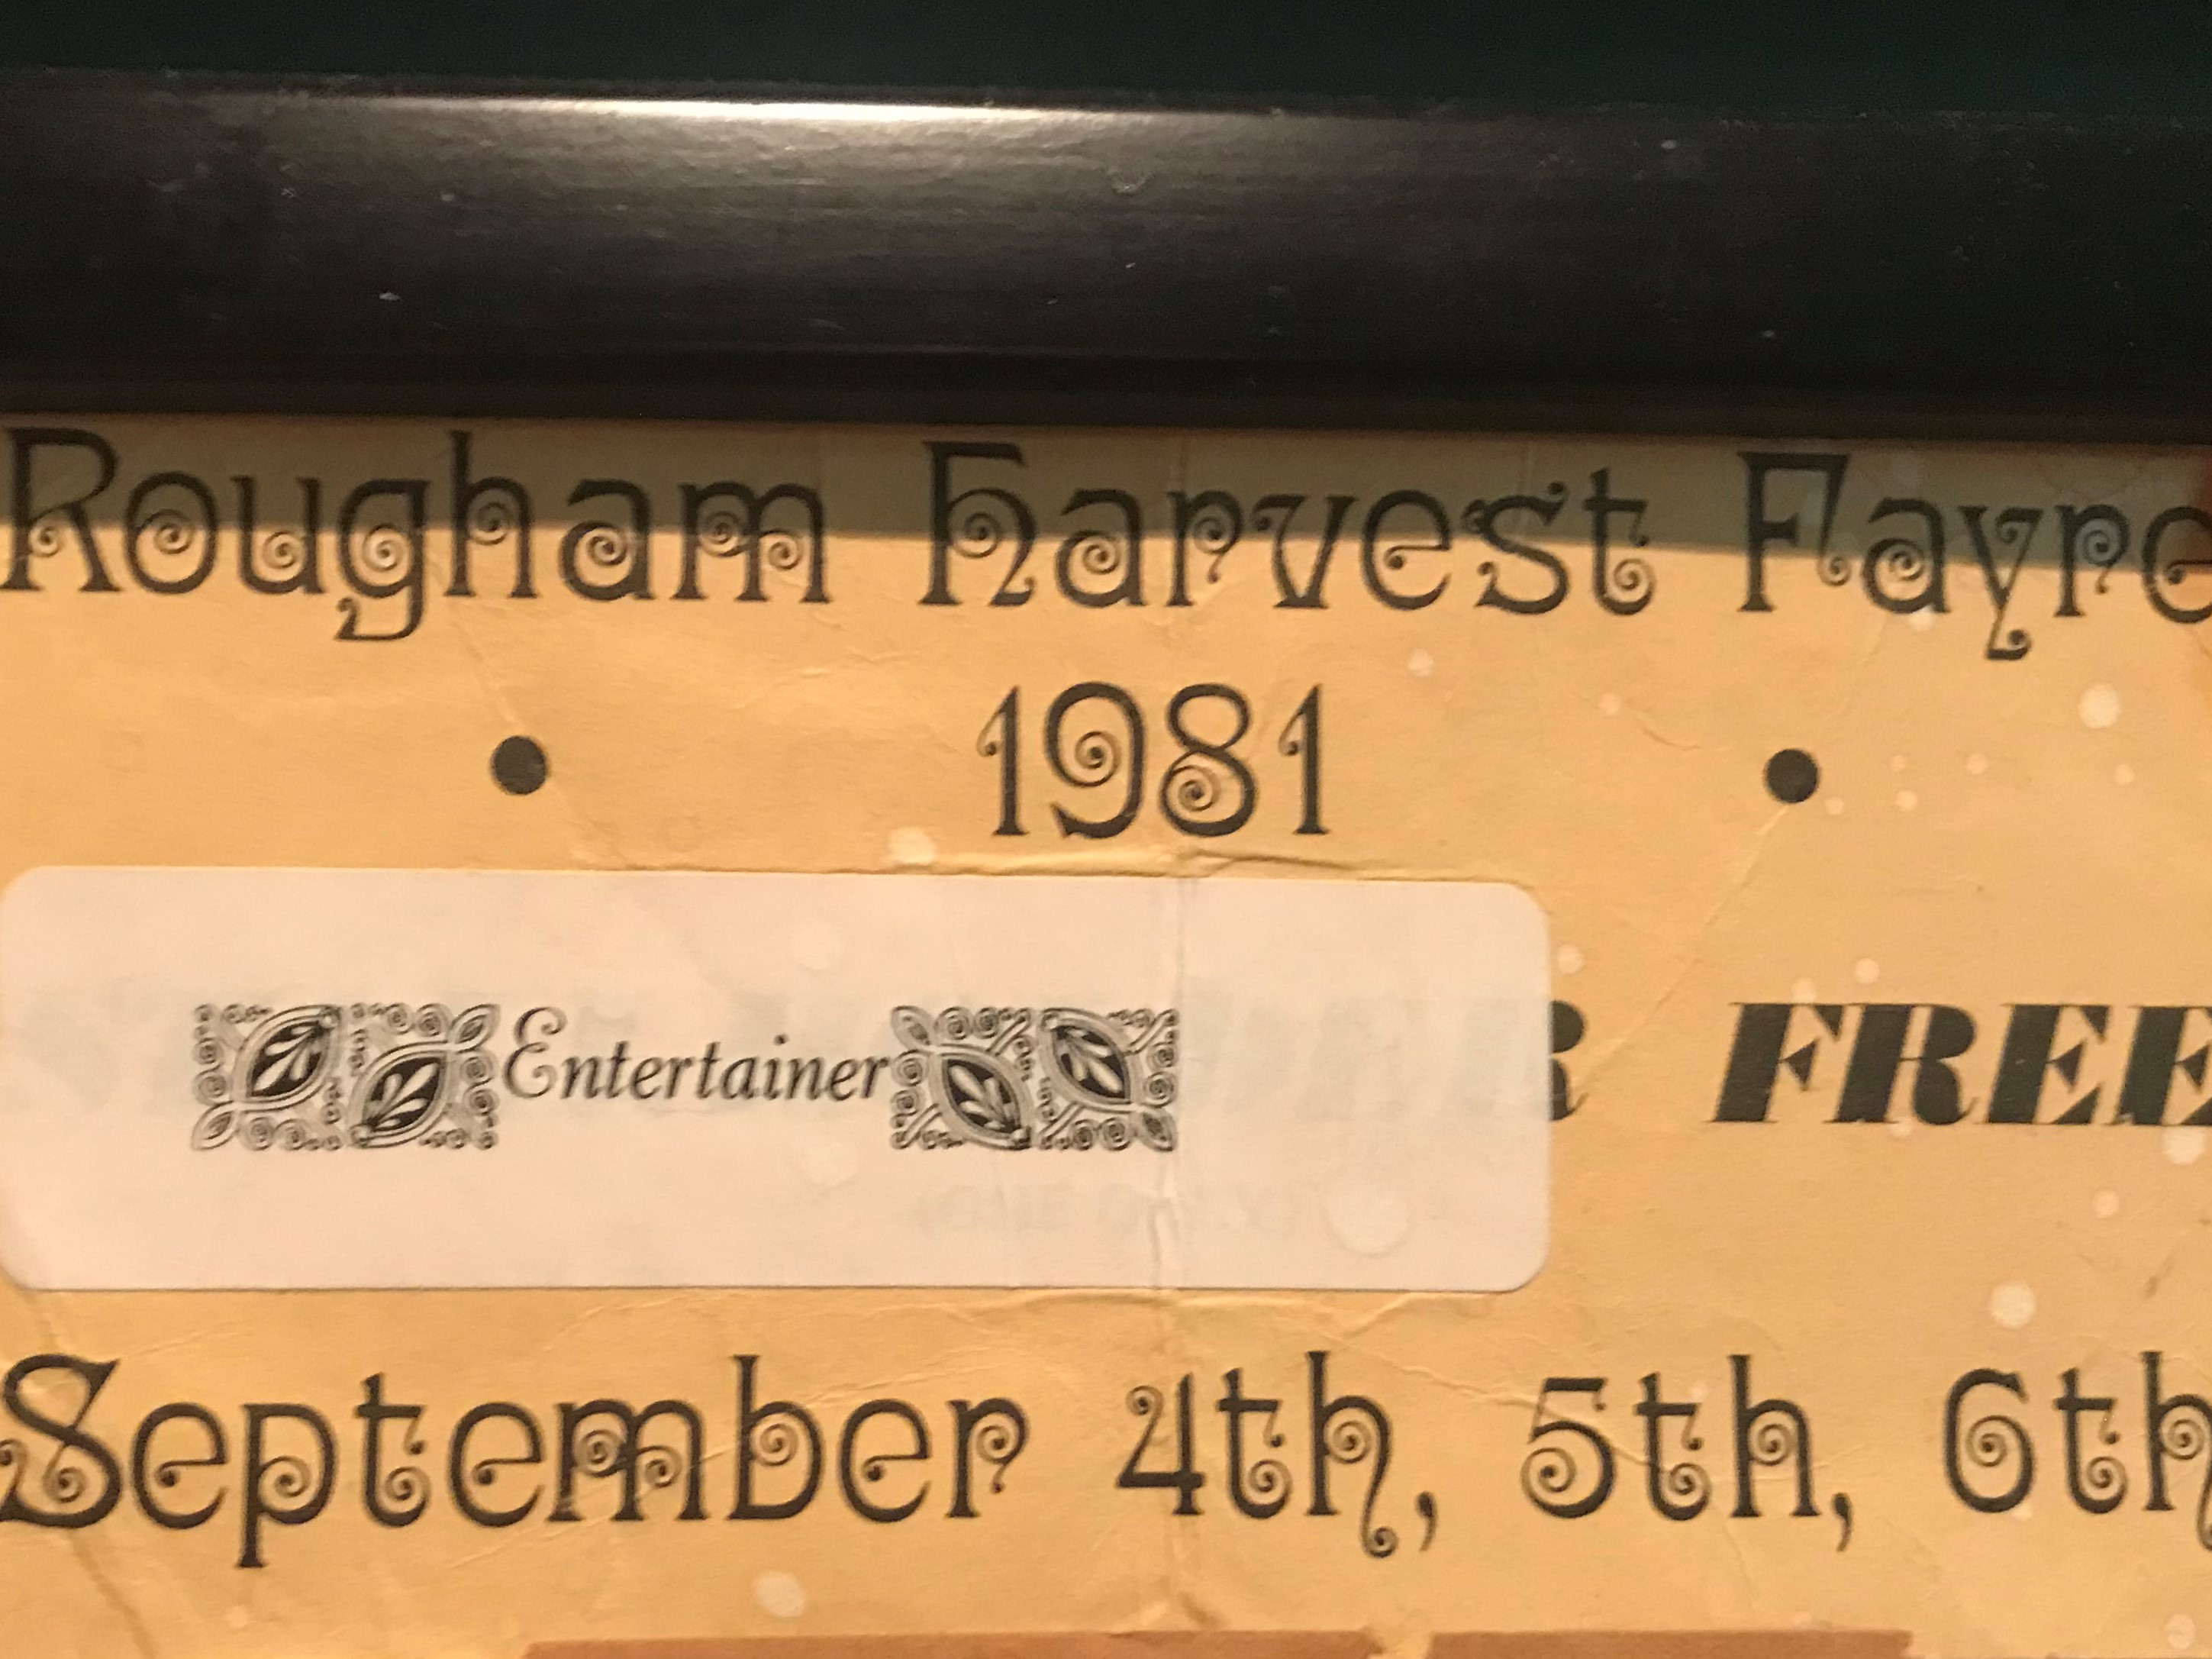 Rougham Harvest Fayre
1981
Entertainer
R FREE
September 4th, 5th, 6th